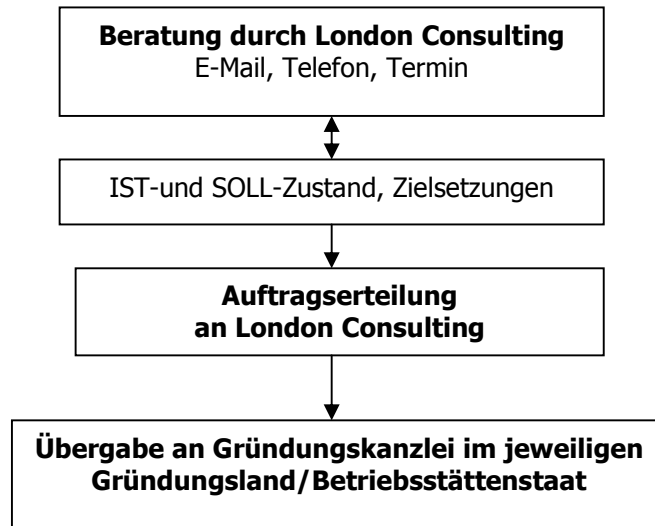 Beratung durch London Consulting
E-Mail, Telefon, Termin
IST-und SOLL-Zustand, Zielsetzungen
Auftragserteilung
an London Consulting
Übergabe an Gründungskanzlei im jeweiligen
Gründungsland/Betriebsstättenstaat